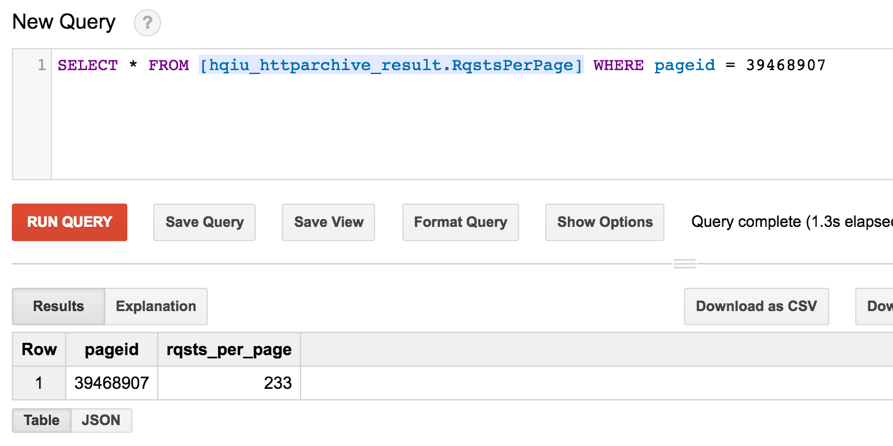 New Query ?
1 SELECT * FROM [hqiu_httparchive_result.RqstsPerPage] WHERE pageid = 39468907
RUN QUERY Save Query Save View Format Query Show Options Query complete (1.3s elapse
Results Explanation Download as CSV Dow
Row pageid rqsts_per_page
1 39468907 233
Table JSON